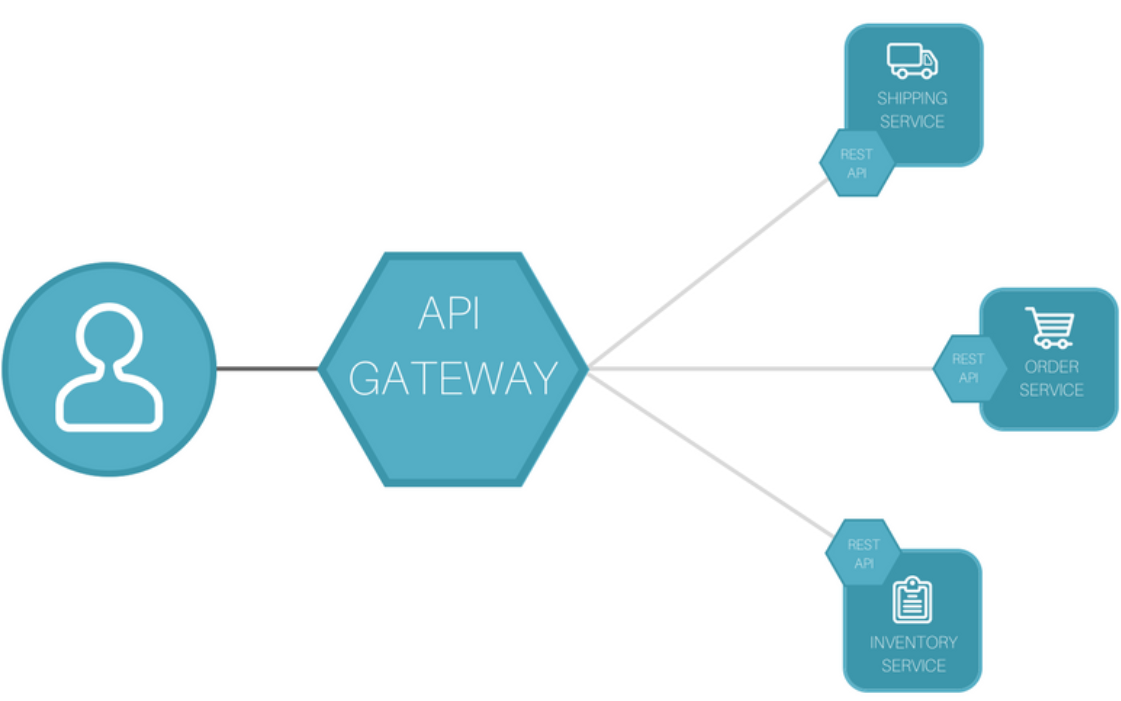 SHIPPING
SERVICE
REST
API
API
GATEWAY
REST
API
ORDER
SERVICE
REST
API
INVENTORY
SERVICE